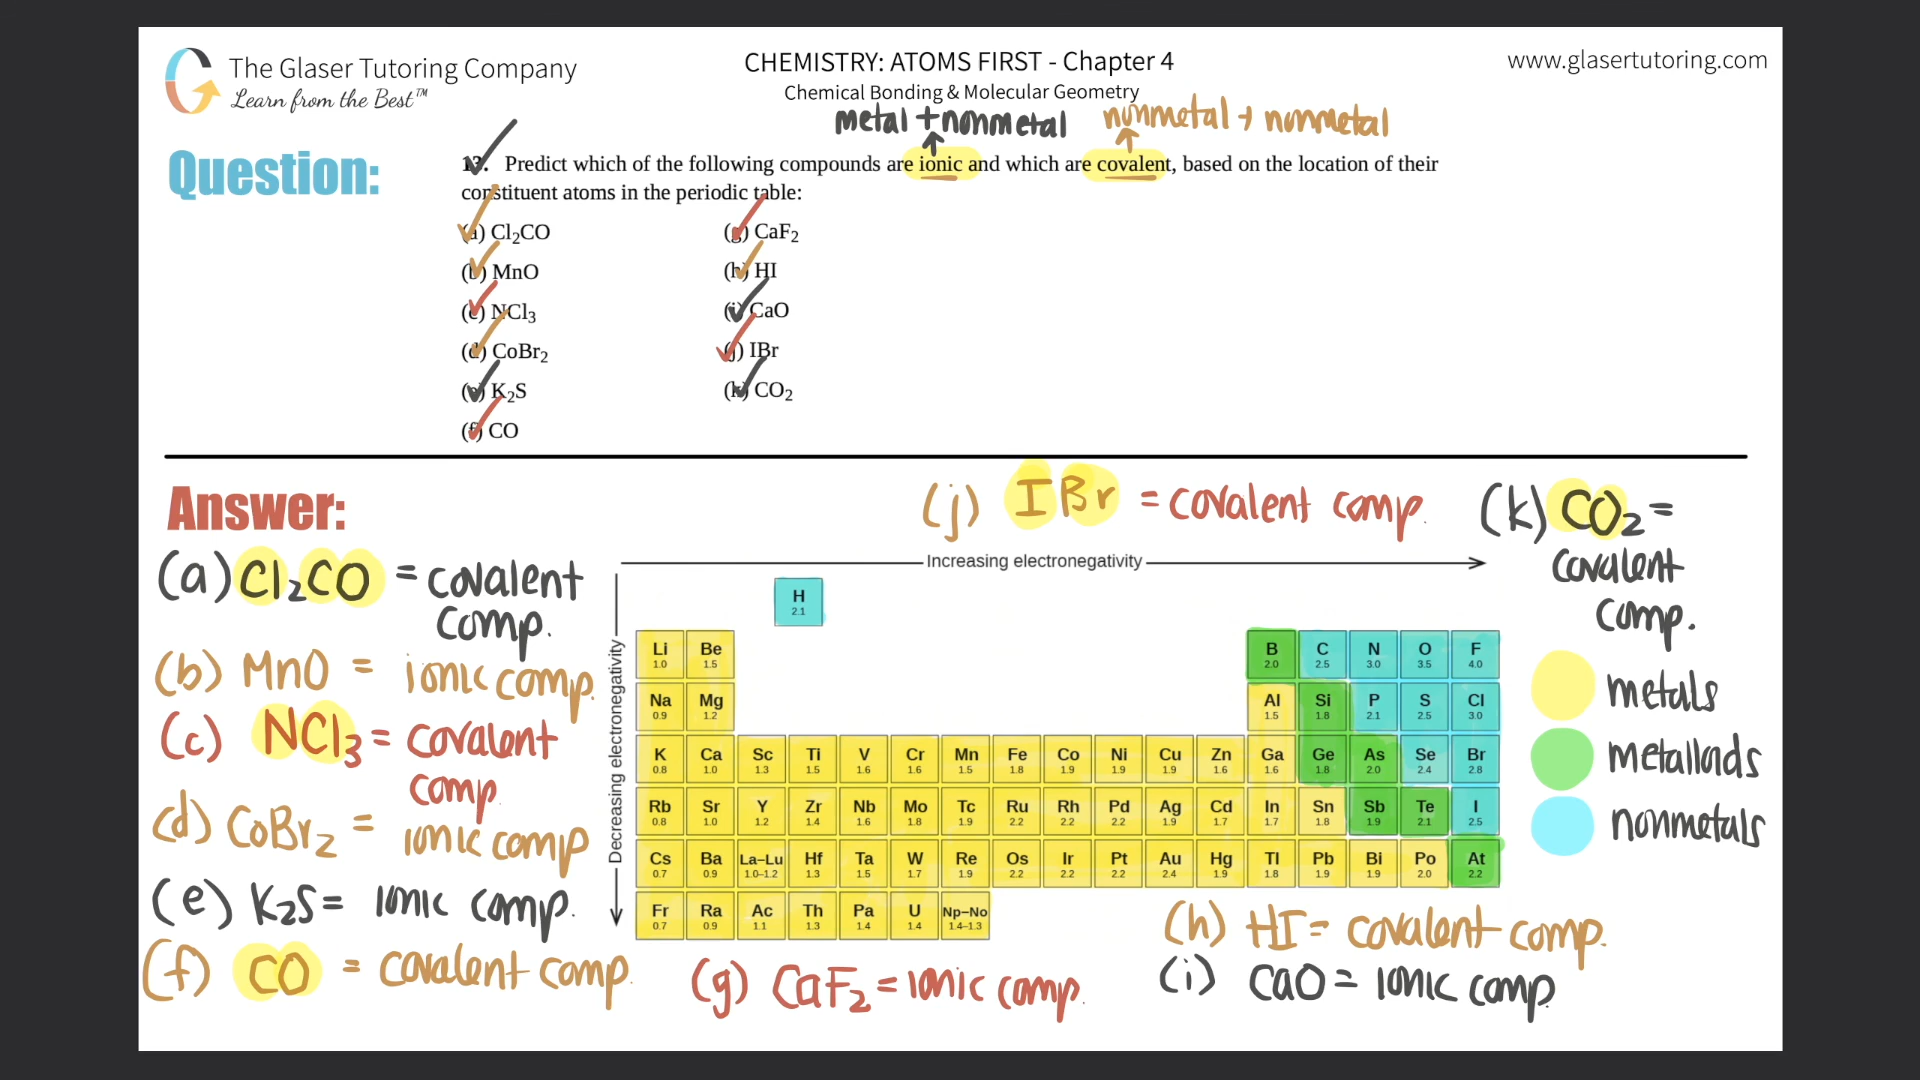 The Glaser Tutoring Company
Learn from the Best™
CHEMISTRY: ATOMS FIRST - Chapter 4
Chemical Bonding & Molecular Geometry
www.glasertutoring.com
metal + nonmetal
nonmetal + nonmetal
Question:
13. Predict which of the following compounds are ionic and which are covalent, based on the location of their
constituent atoms in the periodic table:
(a) Cl₂CO
(b) MnO
(c) NCl₃
(d) CoBr₂
(e) K₂S
(f) CO
(g) CaF₂
(h) HI
(i) CaO
(j) IBr
(k) CO₂
Answer:
(a) Cl₂CO = covalent
comp.
(b) MnO = ionic comp.
(c) NCl₃ = covalent
comp.
(d) CoBr₂ = ionic comp
(e) K₂S = ionic comp.
(f) CO = covalent comp.
(g) CaF₂ = ionic comp.
(h) HI = covalent comp.
(i) CaO = ionic comp.
(j) IBr = covalent comp.
(k) CO₂ =
covalent
comp.
metals
metalloids
nonmetals
Increasing electronegativity
Decreasing electronegativity
H
2.1
Li Be B C N O F
1.0 1.5 2.0 2.5 3.0 3.5 4.0
Na Mg Al Si P S Cl
0.9 1.2 1.5 1.8 2.1 2.5 3.0
K Ca Sc Ti V Cr Mn Fe Co Ni Cu Zn Ga Ge As Se Br
0.8 1.0 1.3 1.5 1.6 1.6 1.5 1.8 1.9 1.9 1.9 1.6 1.6 1.8 2.0 2.4 2.8
Rb Sr Y Zr Nb Mo Tc Ru Rh Pd Ag Cd In Sn Sb Te I
0.8 1.0 1.2 1.4 1.6 1.8 1.9 2.2 2.2 2.2 1.9 1.7 1.7 1.8 1.9 2.1 2.5
Cs Ba La–Lu Hf Ta W Re Os Ir Pt Au Hg Tl Pb Bi Po At
0.7 0.9 1.0–1.2 1.3 1.5 1.7 1.9 2.2 2.2 2.2 2.4 1.9 1.8 1.9 1.9 2.0 2.2
Fr Ra Ac Th Pa U Np–No
0.7 0.9 1.1 1.3 1.4 1.4 1.4–1.3